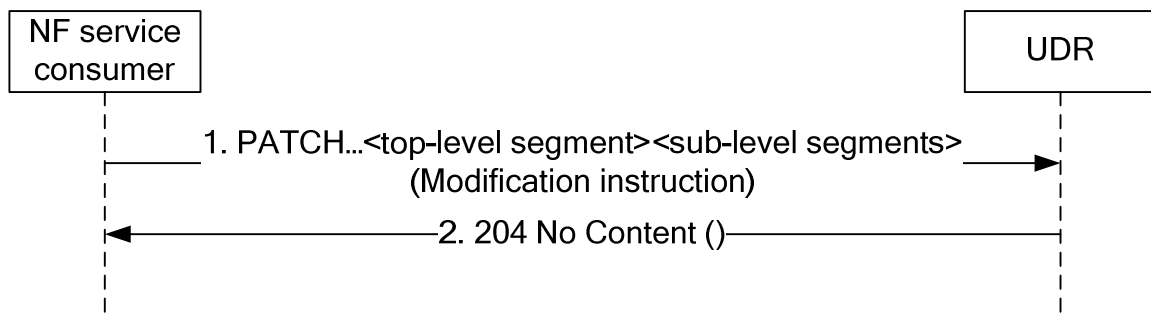 NF service
consumer
UDR
1. PATCH...<top-level segment><sub-level segments>
(Modification instruction)
2. 204 No Content ()